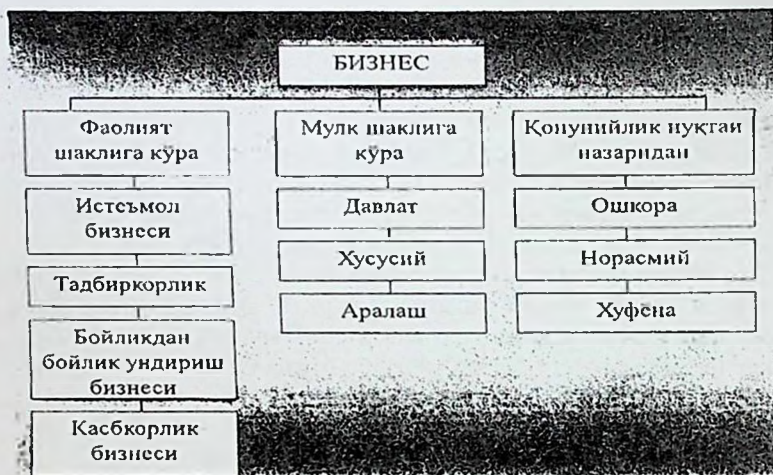 БИЗНЕС
Фаолият
шаклига кўра
Истеъмол
бизнеси
Тадбиркорлик
Бойликдан
бойлик ундириш
бизнеси
Касбкорлик
бизнеси
Мулк шаклига
кўра
Давлат
Хусусий
Аралаш
Қонунийлик нуқтаи
назаридан
Ошкора
Норасмий
Хуфёна